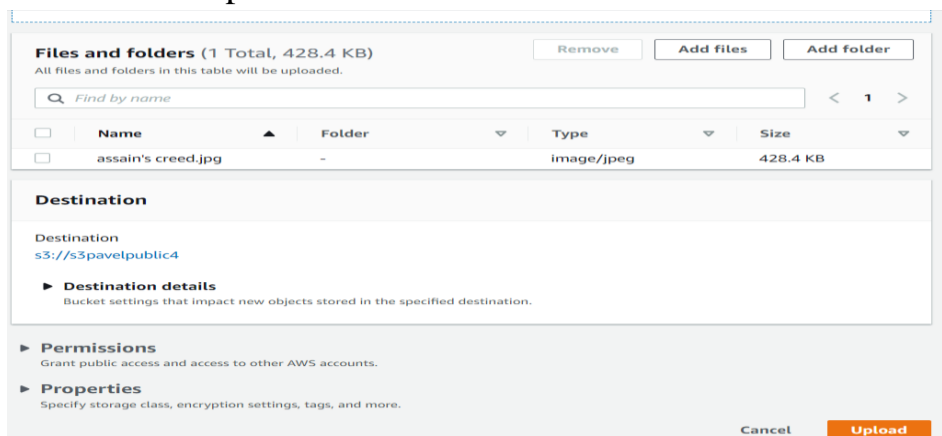 Files and folders (1 Total, 428.4 KB) Remove Add files Add folder
All files and folders in this table will be uploaded.
Find by name < 1 >
Name Folder Type Size
assain's creed.jpg - image/jpeg 428.4 KB
Destination
Destination
s3://s3pavelpublic4
Destination details
Bucket settings that impact new objects stored in the specified destination.
Permissions
Grant public access and access to other AWS accounts.
Properties
Specify storage class, encryption settings, tags, and more.
Cancel Upload